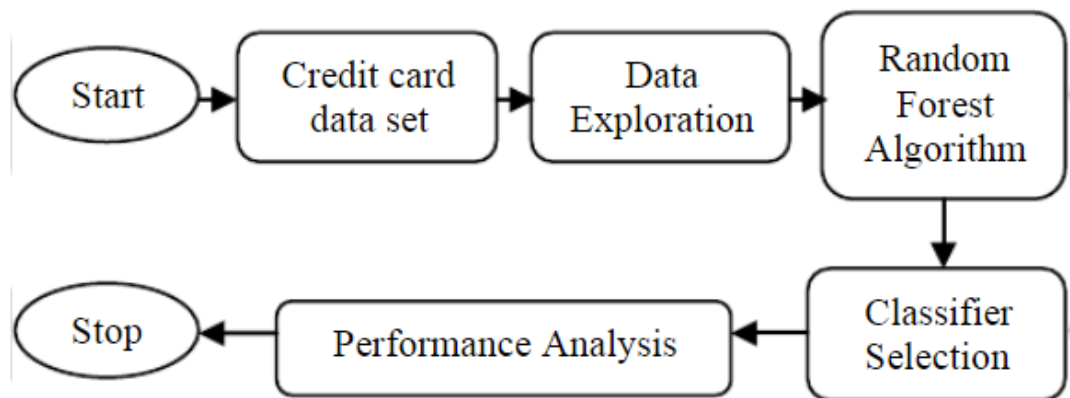 Start
Credit card
data set
Data
Exploration
Random
Forest
Algorithm
Classifier
Selection
Performance Analysis
Stop